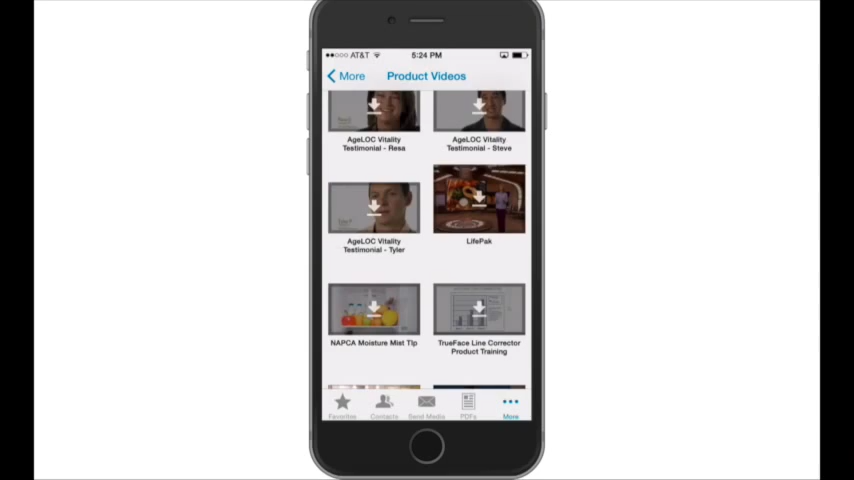 AT&T 5:24 PM
More Product Videos
AgeLOC Vitality
Testimonial - Resa
AgeLOC Vitality
Testimonial - Steve
AgeLOC Vitality
Testimonial - Tyler
LifePak
NAPCA Moisture Mist Tip
TrueFace Line Corrector
Product Training
Favorites Contacts Send Media PDFs More